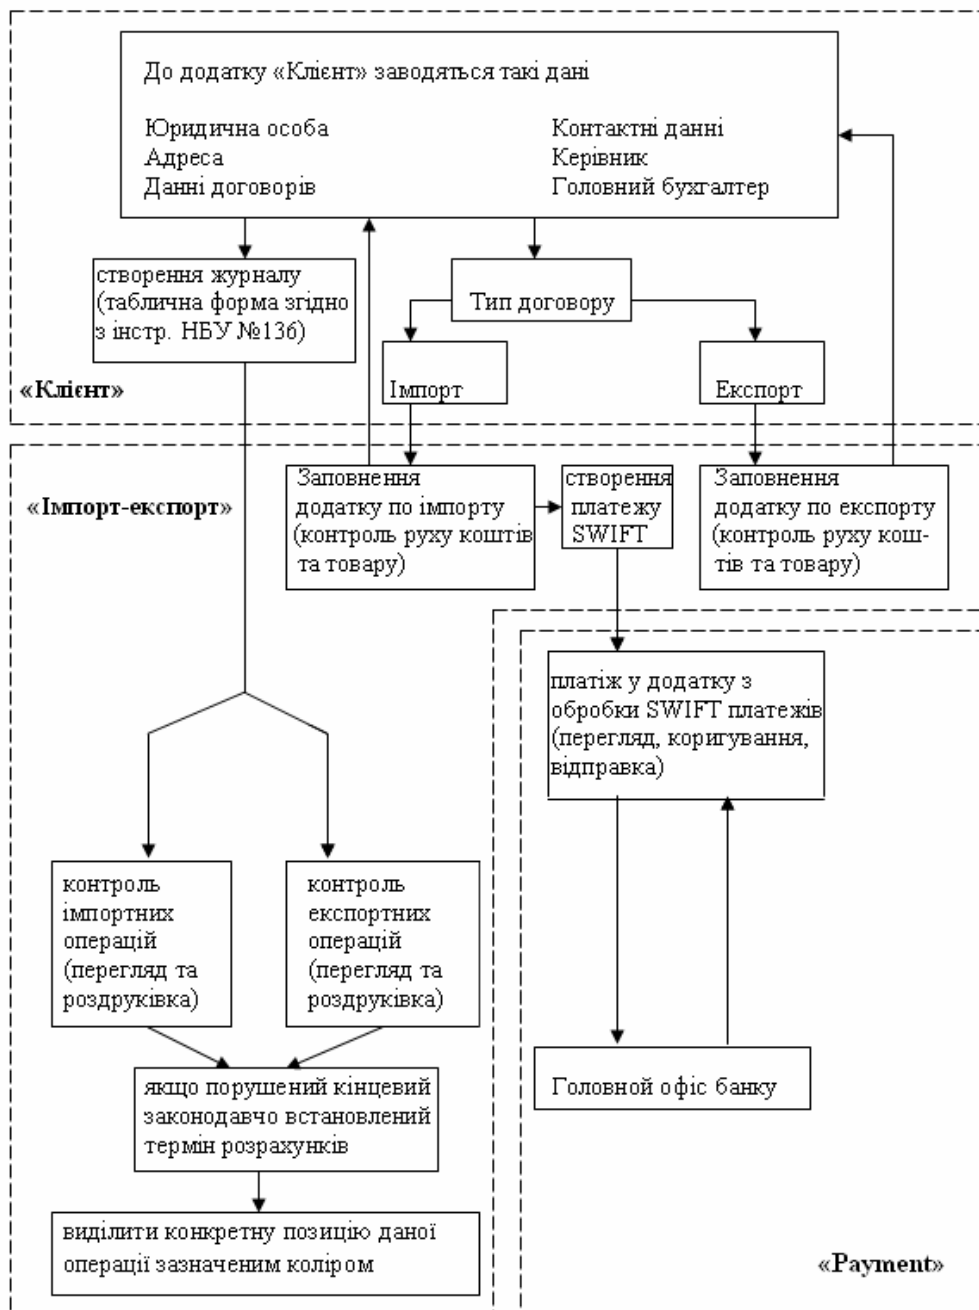 До додатку «Клієнт» заводяться такі дані
Юридична особа
Адреса
Данні договорів
Контактні данні
Керівник
Головний бухгалтер
створення журналу
(таблична форма згідно
з інстр. НБУ №136)
Тип договору
Імпорт
Експорт
«Клієнт»
«Імпорт-експорт»
Заповнення
додатку по імпорту
(контроль руху коштів
та товару)
створення
платежу
SWIFT
Заповнення
додатку по експорту
(контроль руху кош-
тів та товару)
платіж у додатку з
обробки SWIFT платежів
(перегляд, коригування,
відправка)
контроль
імпортних
операцій
(перегляд та
роздруківка)
контроль
експортних
операцій
(перегляд та
роздруківка)
Головной офіс банку
якщо порушений кінцевий
законодавчо встановлений
термін розрахунків
виділити конкретну позицію даної
операції зазначеним коліром
«Payment»